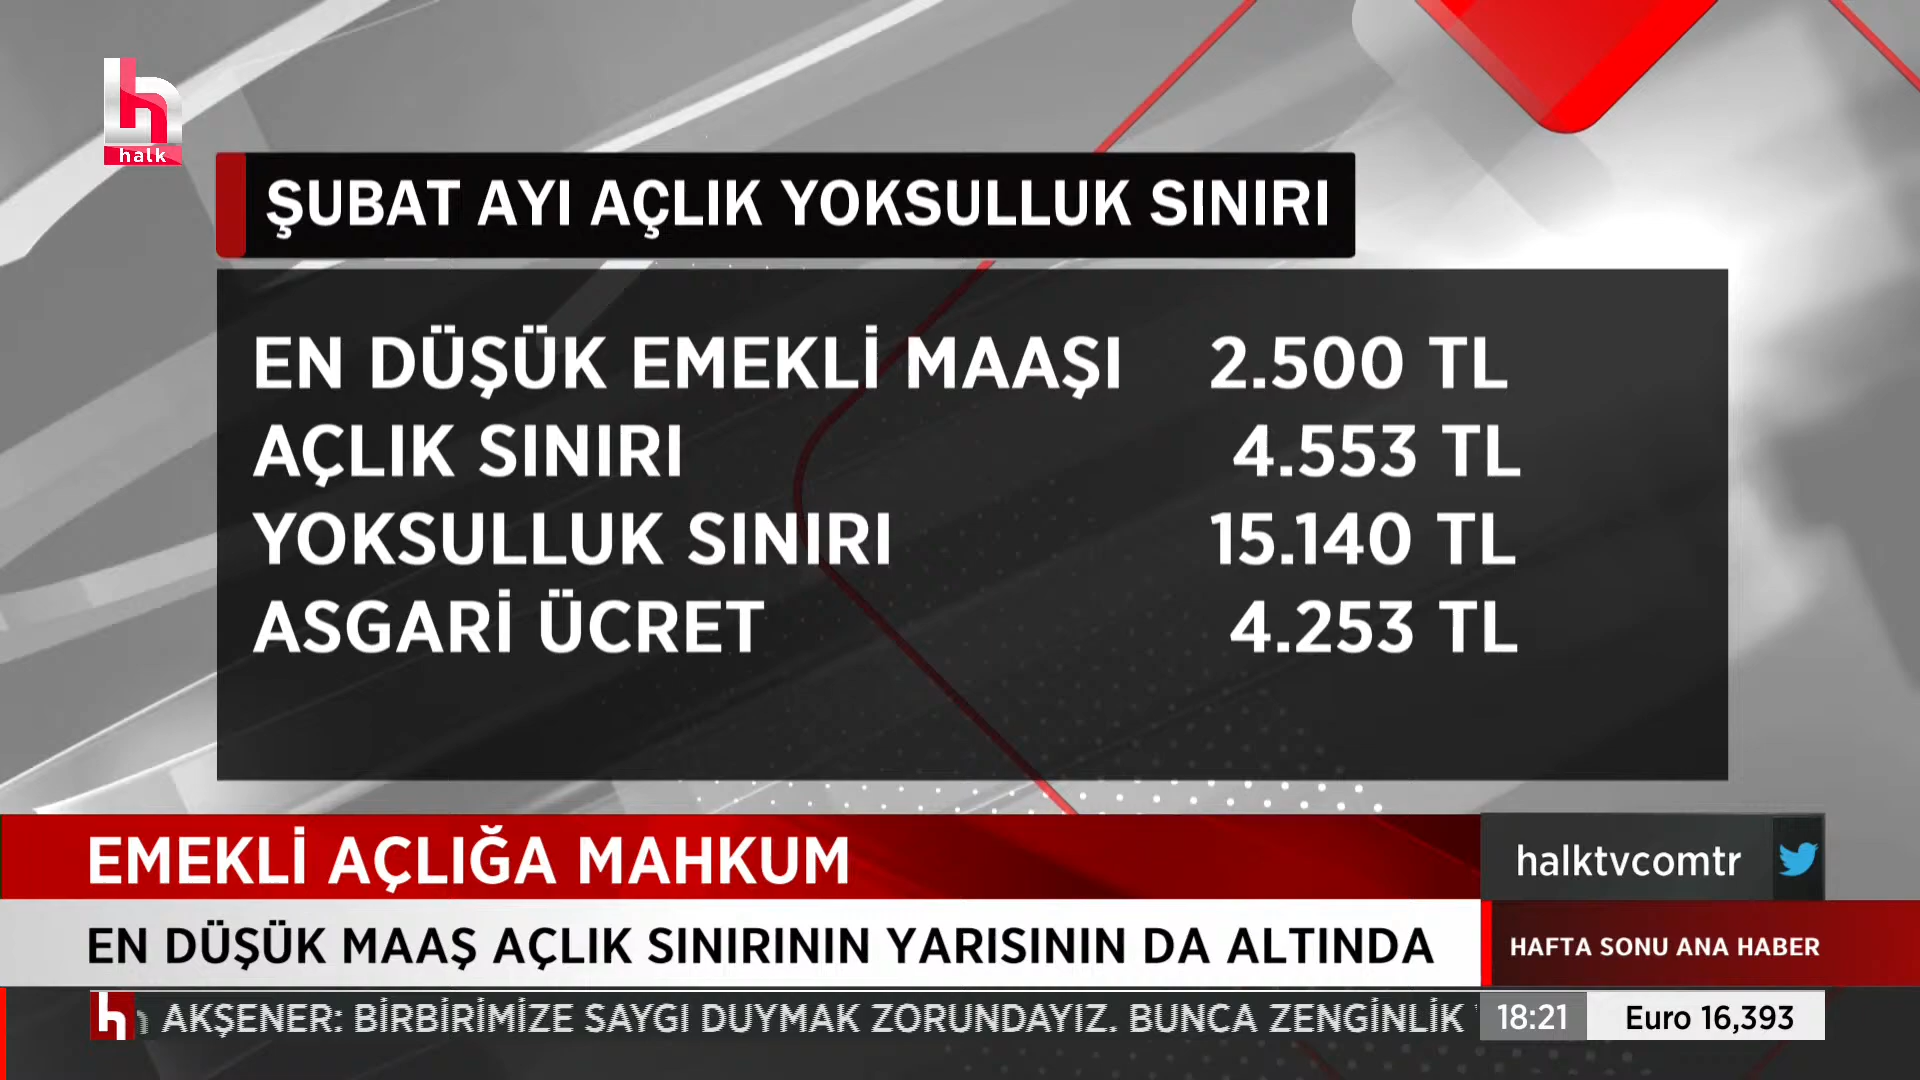 halk
ŞUBAT AYI AÇLIK YOKSULLUK SINIRI
EN DÜŞÜK EMEKLİ MAAŞI 2.500 TL
AÇLIK SINIRI 4.553 TL
YOKSULLUK SINIRI 15.140 TL
ASGARİ ÜCRET 4.253 TL
EMEKLİ AÇLIĞA MAHKUM
halktvcomtr
EN DÜŞÜK MAAŞ AÇLIK SINIRININ YARISININ DA ALTINDA
HAFTA SONU ANA HABER
AKŞENER: BİRBİRİMİZE SAYGI DUYMAK ZORUNDAYIZ. BUNCA ZENGİNLİK
18:21
Euro 16,393